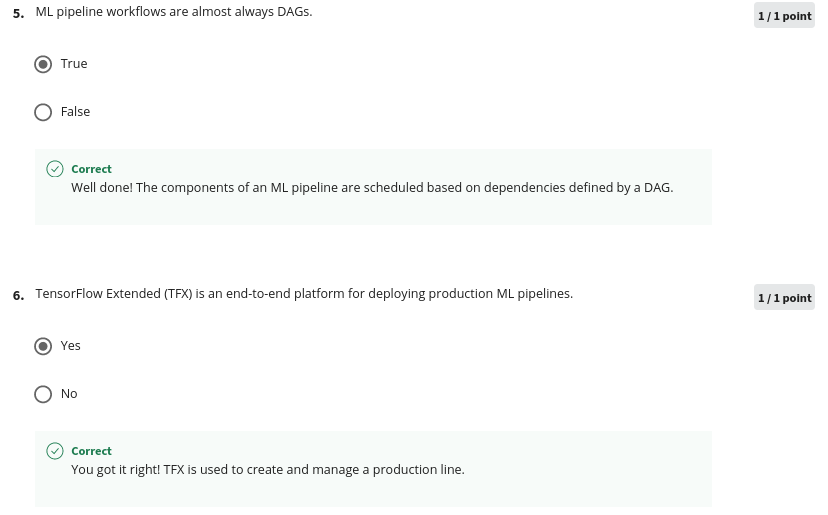 5. ML pipeline workflows are almost always DAGs.
1 / 1 point
True
False
Correct
Well done! The components of an ML pipeline are scheduled based on dependencies defined by a DAG.
6. TensorFlow Extended (TFX) is an end-to-end platform for deploying production ML pipelines.
1 / 1 point
Yes
No
Correct
You got it right! TFX is used to create and manage a production line.